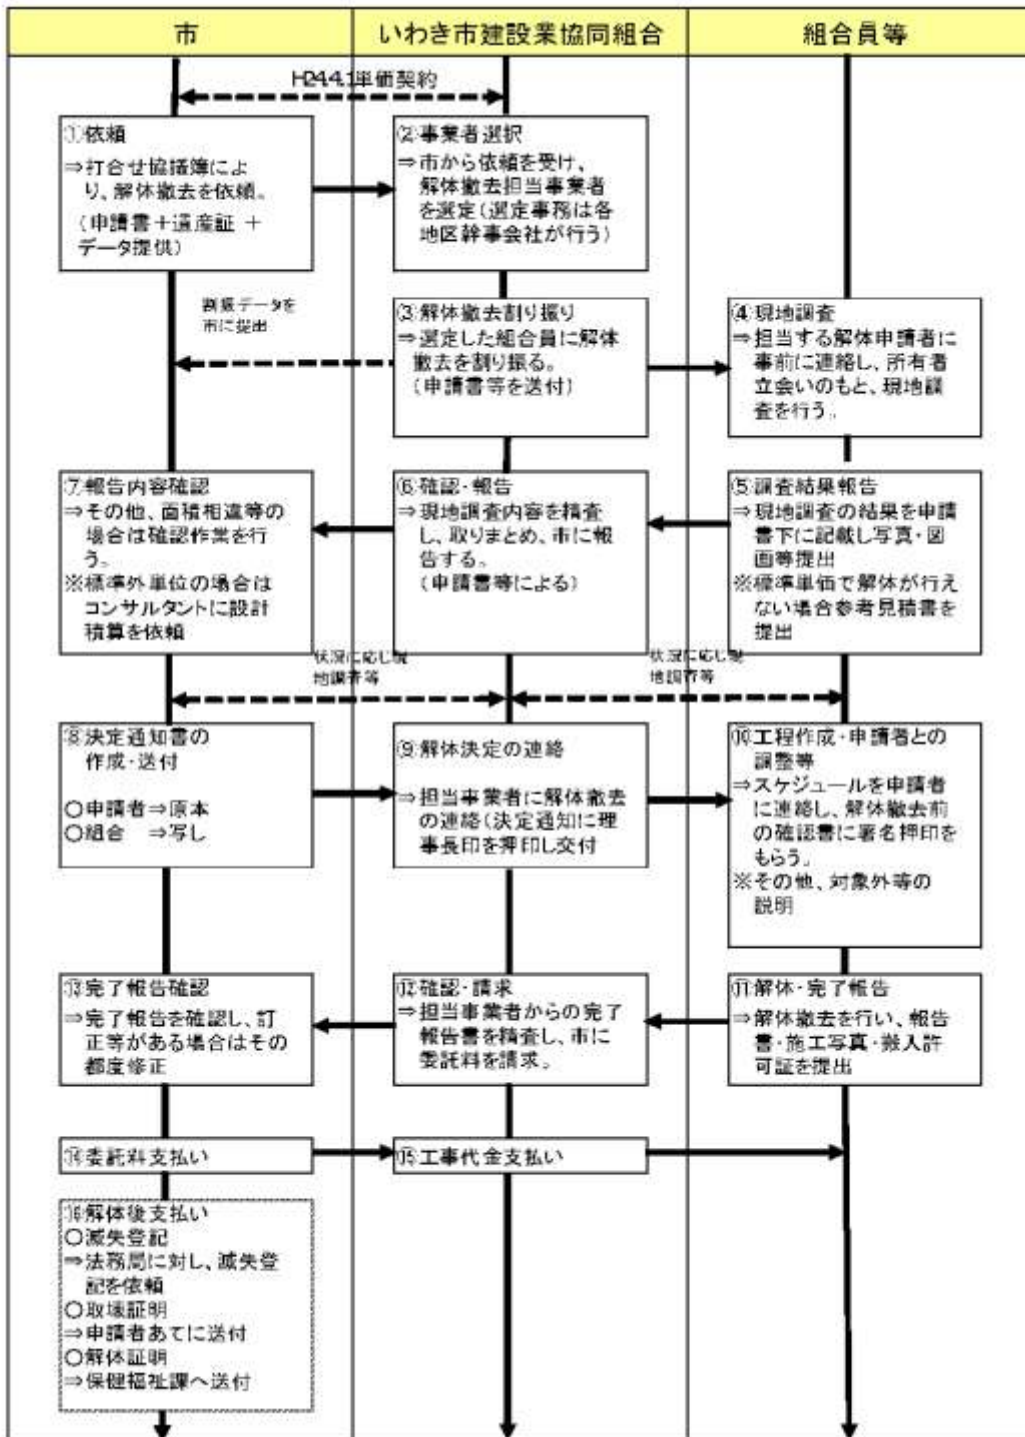 市
いわき市建設業協同組合
組合員等
H24.4.1単価契約
①依頼
⇒打合せ協議簿によ
り、解体撤去を依頼。
(申請書+遺産証 +
データ提供)
②事業者選択
⇒市から依頼を受け、
解体撤去担当事業者
を選定(選定事務は各
地区幹事会社が行う)
割振データを
市に提出
③解体撤去割り振り
⇒選定した組合員に解体
撤去を割り振る。
(申請書等を送付)
④現地調査
⇒担当する解体申請者に
事前に連絡し、所有者
立会いのもと、現地調
査を行う。
⑦報告内容確認
⇒その他、面積相違等の
場合は確認作業を行
う。
※標準外単位の場合は
コンサルタントに設計
積算を依頼
⑥確認・報告
⇒現地調査内容を精査
し、取りまとめ、市に報
告する。
(申請書等による)
⑤調査結果報告
⇒現地調査の結果を申請
書下に記載し写真・図
画等提出
※標準単価で解体が行え
ない場合参考見積書を
提出
状況に応じ現
地調査等
状況に応じ現
地調査等
⑧決定通知書の
作成・送付
○申請者⇒原本
○組合 ⇒写し
⑨解体決定の連絡
⇒担当事業者に解体撤去
の連絡(決定通知に理
事長印を押印し交付
⑩工程作成・申請者との
調整等
⇒スケジュールを申請者
に連絡し、解体撤去前
の確認書に署名押印を
もらう。
※その他、対象外等の
説明
⑬完了報告確認
⇒完了報告を確認し、訂
正等がある場合はその
都度修正
⑫確認・請求
⇒担当事業者からの完了
報告書を精査し、市に
委託料を請求。
⑪解体・完了報告
⇒解体撤去を行い、報告
書・施工写真・搬入許
可証を提出
⑭委託料支払い
⑮工事代金支払い
⑯解体後支払い
○滅失登記
⇒法務局に対し、滅失登
記を依頼
○取壊証明
⇒申請者あてに送付
○解体証明
⇒保健福祉課へ送付